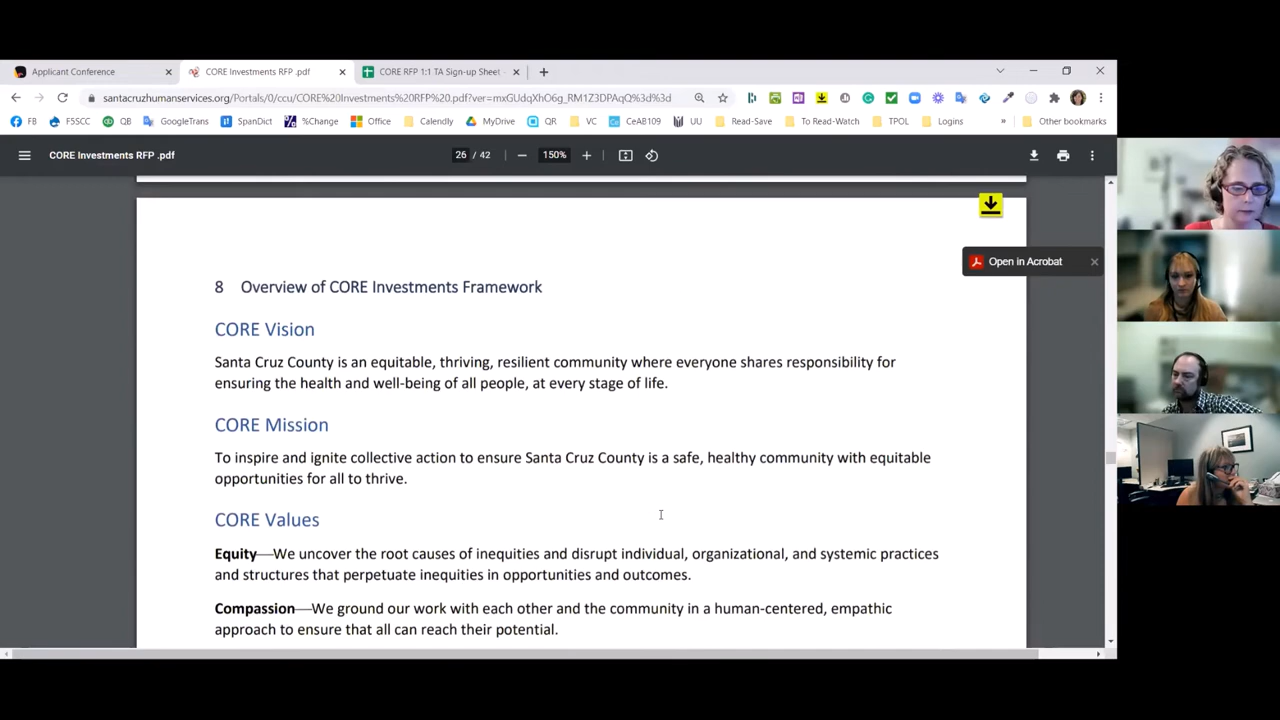 Applicant Conference
CORE Investments RFP .pdf
CORE RFP 1:1 TA Sign-up Sheet -
santacruzhumanservices.org/Portals/0/ccu/CORE%20Investments%20RFP%20.pdf?ver=mxGUdqXhO6g_RM1Z3DPAqQ%3d%3d
FB
F5SCC
QB
GoogleTrans
SpanDict
%Change
Office
Calendly
MyDrive
QR
VC
CeAB109
UU
Read-Save
To Read-Watch
TPOL
Logins
»
Other bookmarks
CORE Investments RFP .pdf
26 / 42
150%
Open in Acrobat
8 Overview of CORE Investments Framework
CORE Vision
Santa Cruz County is an equitable, thriving, resilient community where everyone shares responsibility for
ensuring the health and well-being of all people, at every stage of life.
CORE Mission
To inspire and ignite collective action to ensure Santa Cruz County is a safe, healthy community with equitable
opportunities for all to thrive.
CORE Values
Equity—We uncover the root causes of inequities and disrupt individual, organizational, and systemic practices
and structures that perpetuate inequities in opportunities and outcomes.
Compassion—We ground our work with each other and the community in a human-centered, empathic
approach to ensure that all can reach their potential.